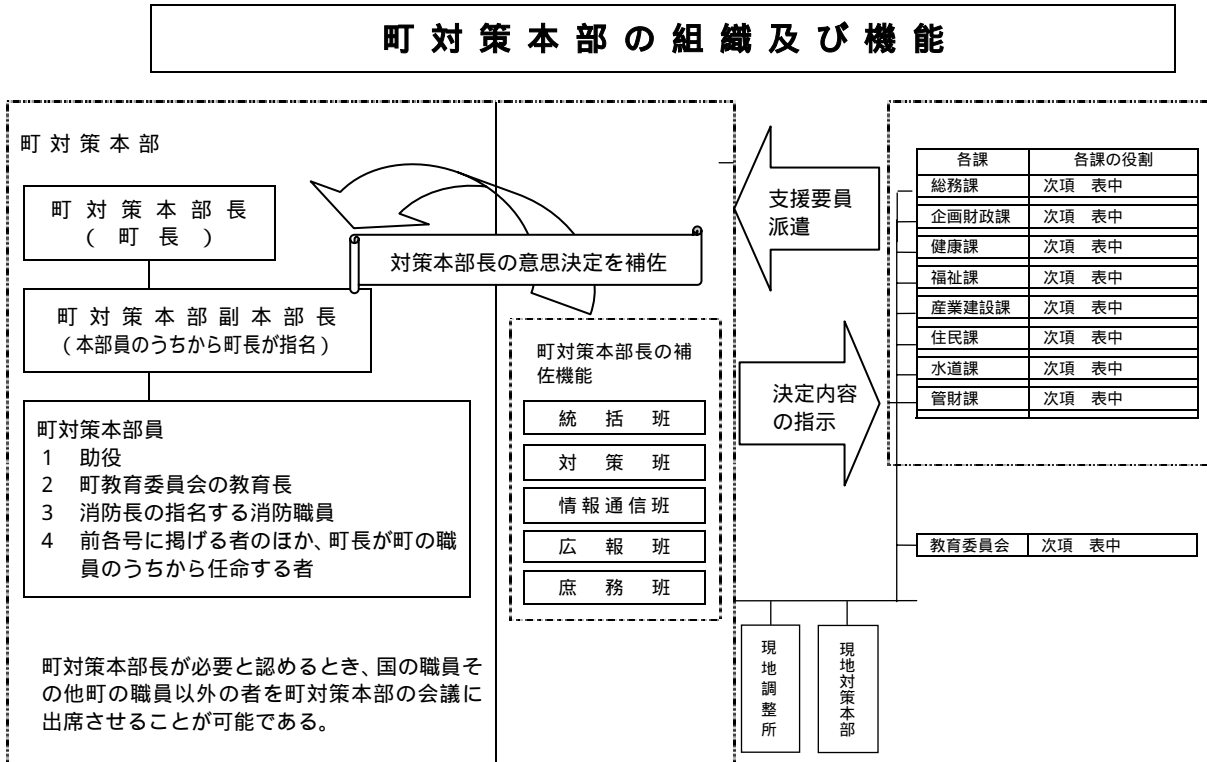 町対策本部の組織及び機能
町対策本部
町対策本部長
(町長)
町対策本部副本部長
(本部員のうちから町長が指名)
町対策本部員
1 助役
2 町教育委員会の教育長
3 消防長の指名する消防職員
4 前各号に掲げる者のほか、町長が町の職
員のうちから任命する者
町対策本部長が必要と認めるとき、国の職員そ
の他町の職員以外の者を町対策本部の会議に
出席させることが可能である。
対策本部長の意思決定を補佐
町対策本部長の補
佐機能
統括班
対策班
情報通信班
広報班
庶務班
支援要員
派遣
決定内容
の指示
各課 各課の役割
総務課 次項 表中
企画財政課 次項 表中
健康課 次項 表中
福祉課 次項 表中
産業建設課 次項 表中
住民課 次項 表中
水道課 次項 表中
管財課 次項 表中
教育委員会 次項 表中
現地調整所
現地対策本部